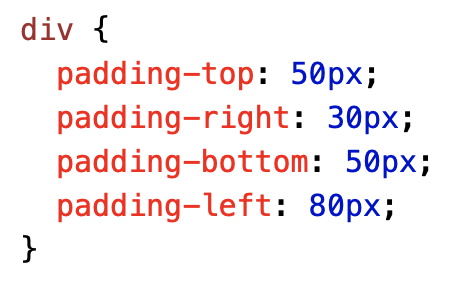 div {
  padding-top: 50px;
  padding-right: 30px;
  padding-bottom: 50px;
  padding-left: 80px;
}